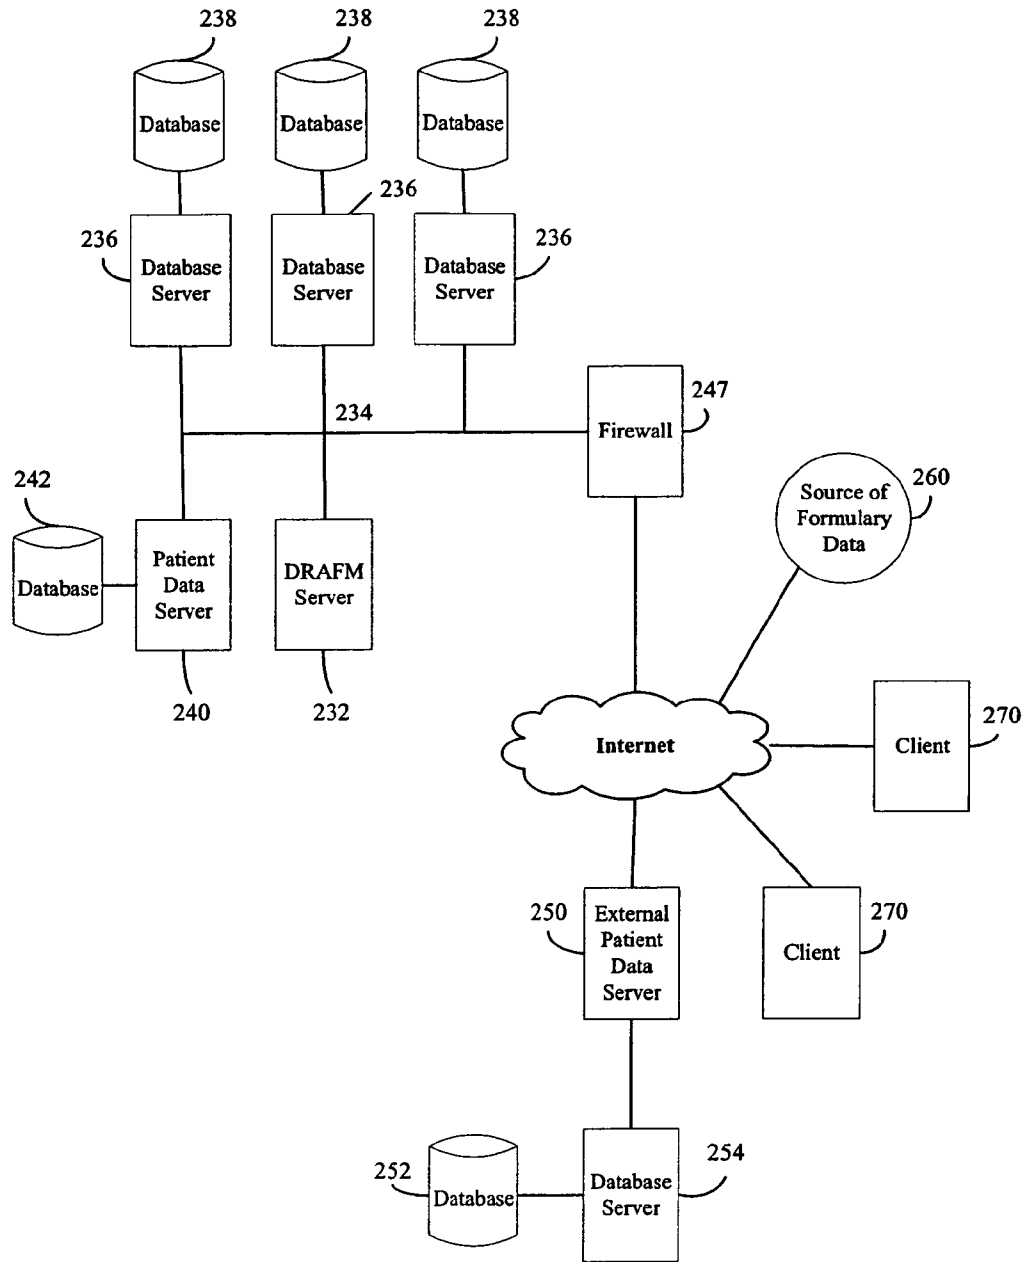 238
238
238
Database
Database
Database
236
236
236
Database
Server
Database
Server
Database
Server
234
247
Firewall
242
Database
Patient
Data
Server
DRAFM
Server
260
Source of
Formulary
Data
240
232
Internet
Client
270
250
External
Patient
Data
Server
270
Client
252
Database
Database
Server
254